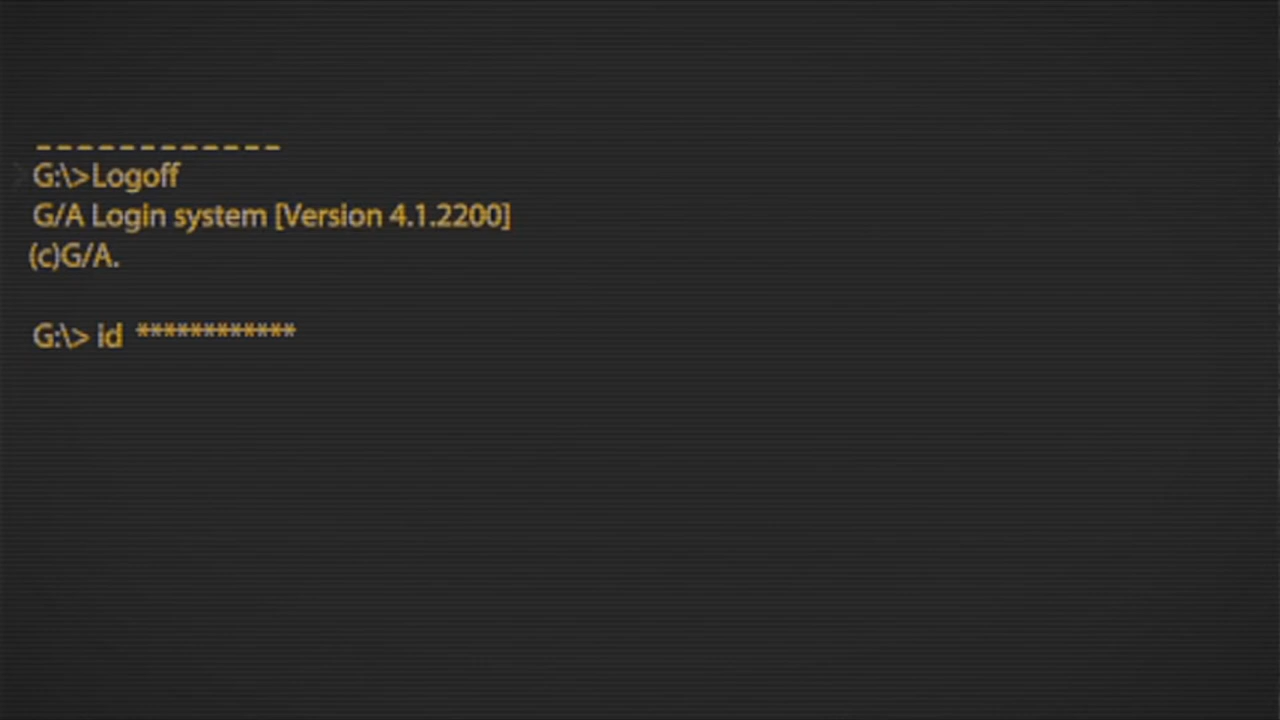 ------------
G:\>Logoff
G/A Login system [Version 4.1.2200]
(c)G/A.
G:\> id ************